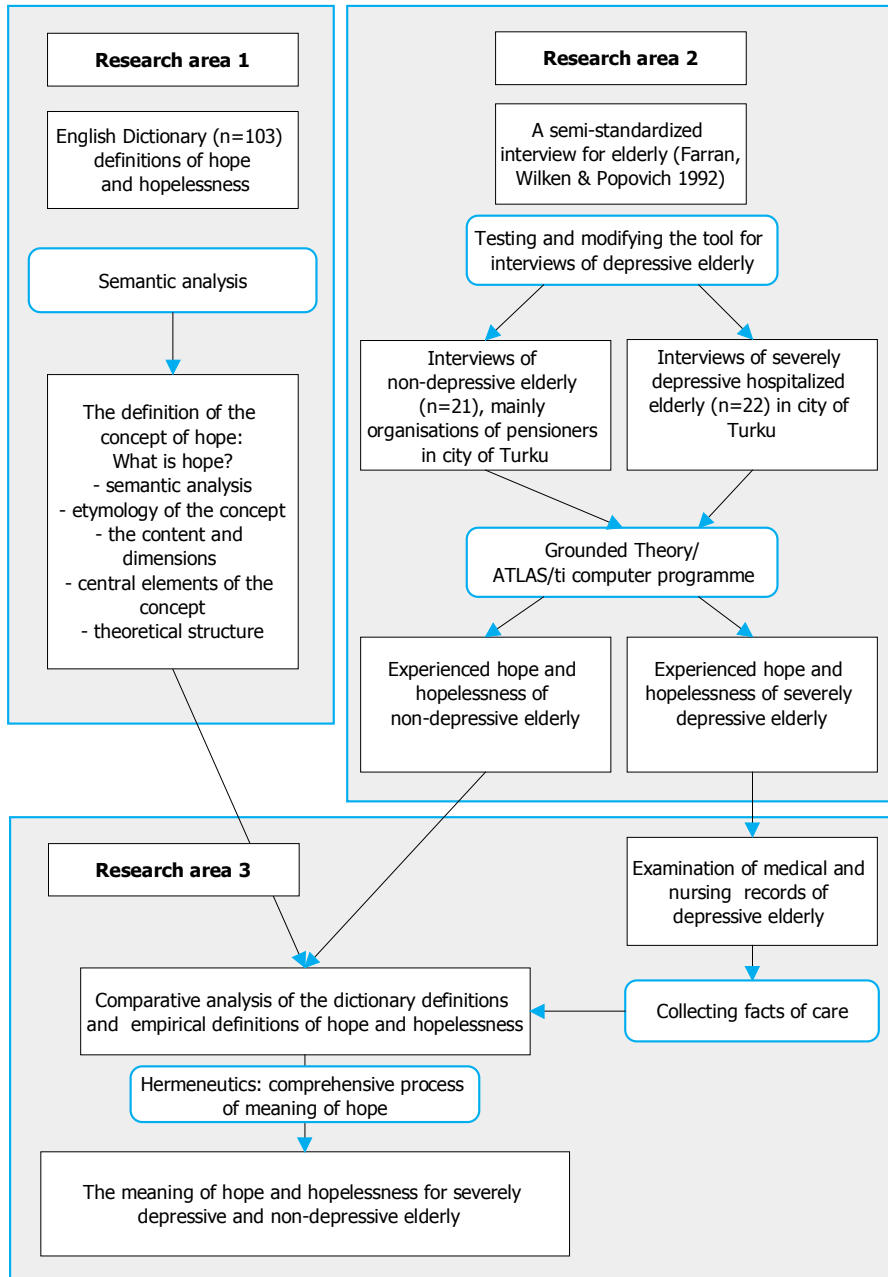 Research area 1
English Dictionary (n=103)
definitions of hope
and hopelessness
Semantic analysis
The definition of the
concept of hope:
What is hope?
- semantic analysis
- etymology of the concept
- the content and
dimensions
- central elements of the
concept
- theoretical structure
Research area 2
A semi-standardized
interview for elderly (Farran,
Wilken & Popovich 1992)
Testing and modifying the tool for
interviews of depressive elderly
Interviews of
non-depressive elderly
(n=21), mainly
organisations of pensioners
in city of Turku
Interviews of severely
depressive hospitalized
elderly (n=22) in city of
Turku
Grounded Theory/
ATLAS/ti computer programme
Experienced hope and
hopelessness of
non-depressive elderly
Experienced hope and
hopelessness of severely
depressive elderly
Research area 3
Examination of medical and
nursing records of
depressive elderly
Collecting facts of care
Comparative analysis of the dictionary definitions
and empirical definitions of hope and hopelessness
Hermeneutics: comprehensive process
of meaning of hope
The meaning of hope and hopelessness for severely
depressive and non-depressive elderly